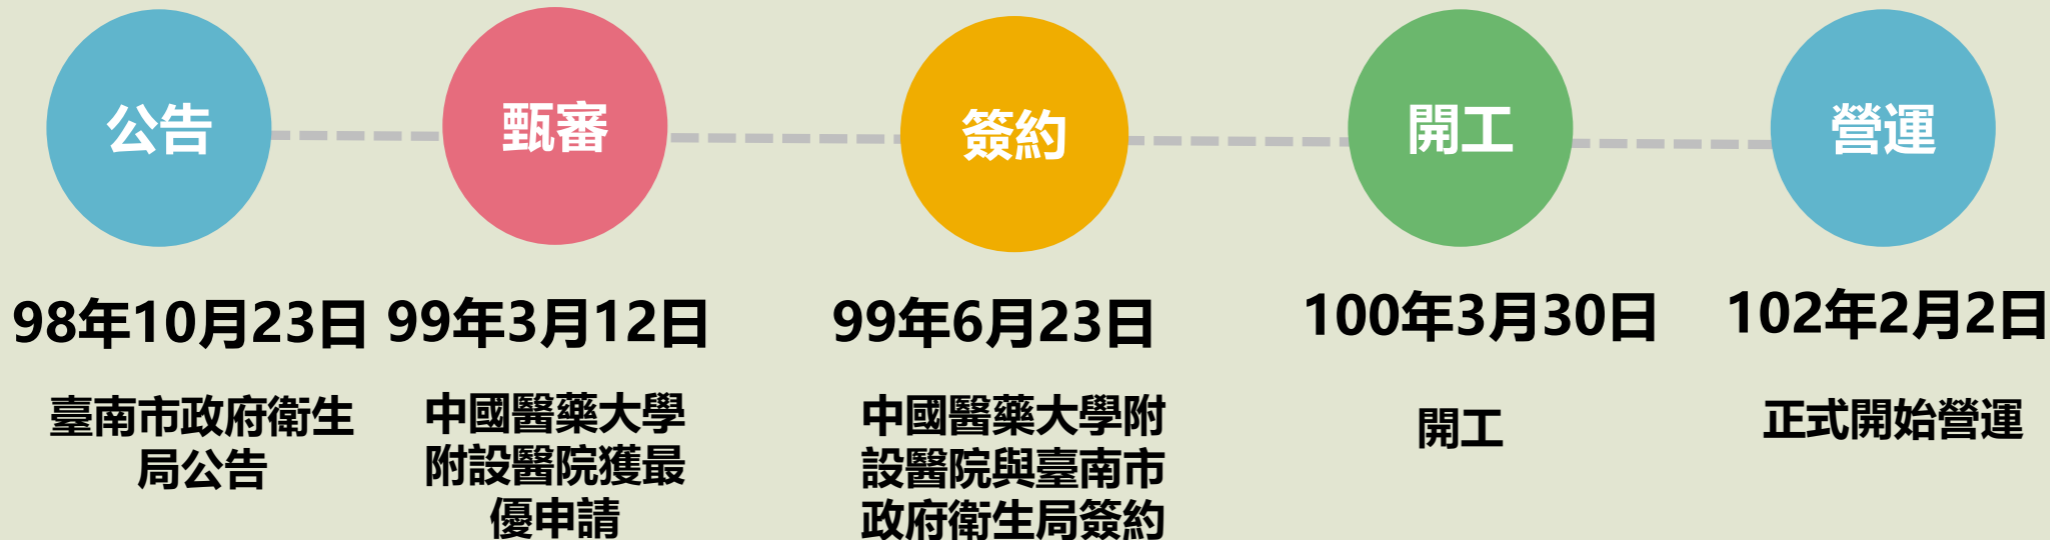 公告
甄審
簽約
開工
營運
98年10月23日
99年3月12日
99年6月23日
100年3月30日
102年2月2日
臺南市政府衛生
局公告
中國醫藥大學
附設醫院獲最
優申請
中國醫藥大學附
設醫院與臺南市
政府衛生局簽約
開工
正式開始營運